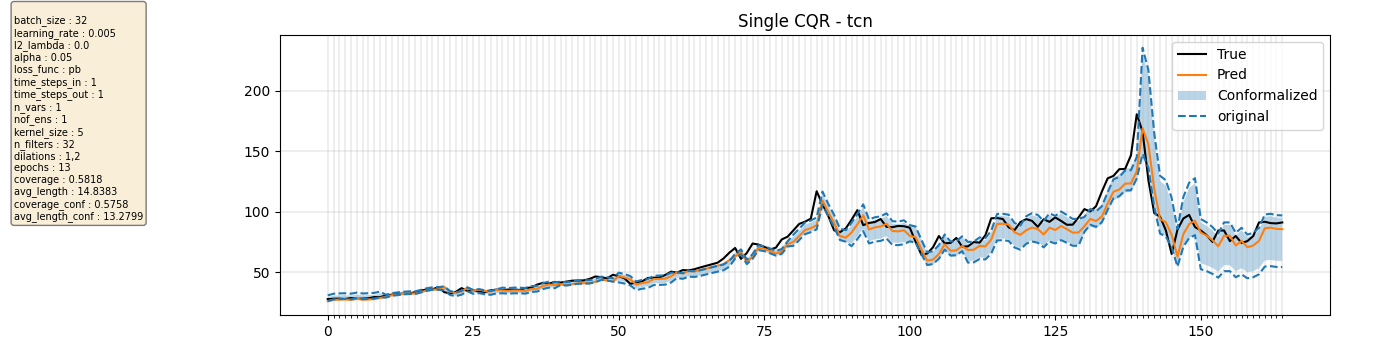 batch_size : 32
learning_rate : 0.005
l2_lambda : 0.0
alpha : 0.05
loss_func : pb
time_steps_in : 1
time_steps_out : 1
n_vars : 1
nof_ens : 1
kernel_size : 5
n_filters : 32
dilations : 1,2
epochs : 13
coverage : 0.5818
avg_length : 14.8383
coverage_conf : 0.5758
avg_length_conf : 13.2799
Single CQR - tcn
True
Pred
Conformalized
original
200
150
100
50
0 25 50 75 100 125 150